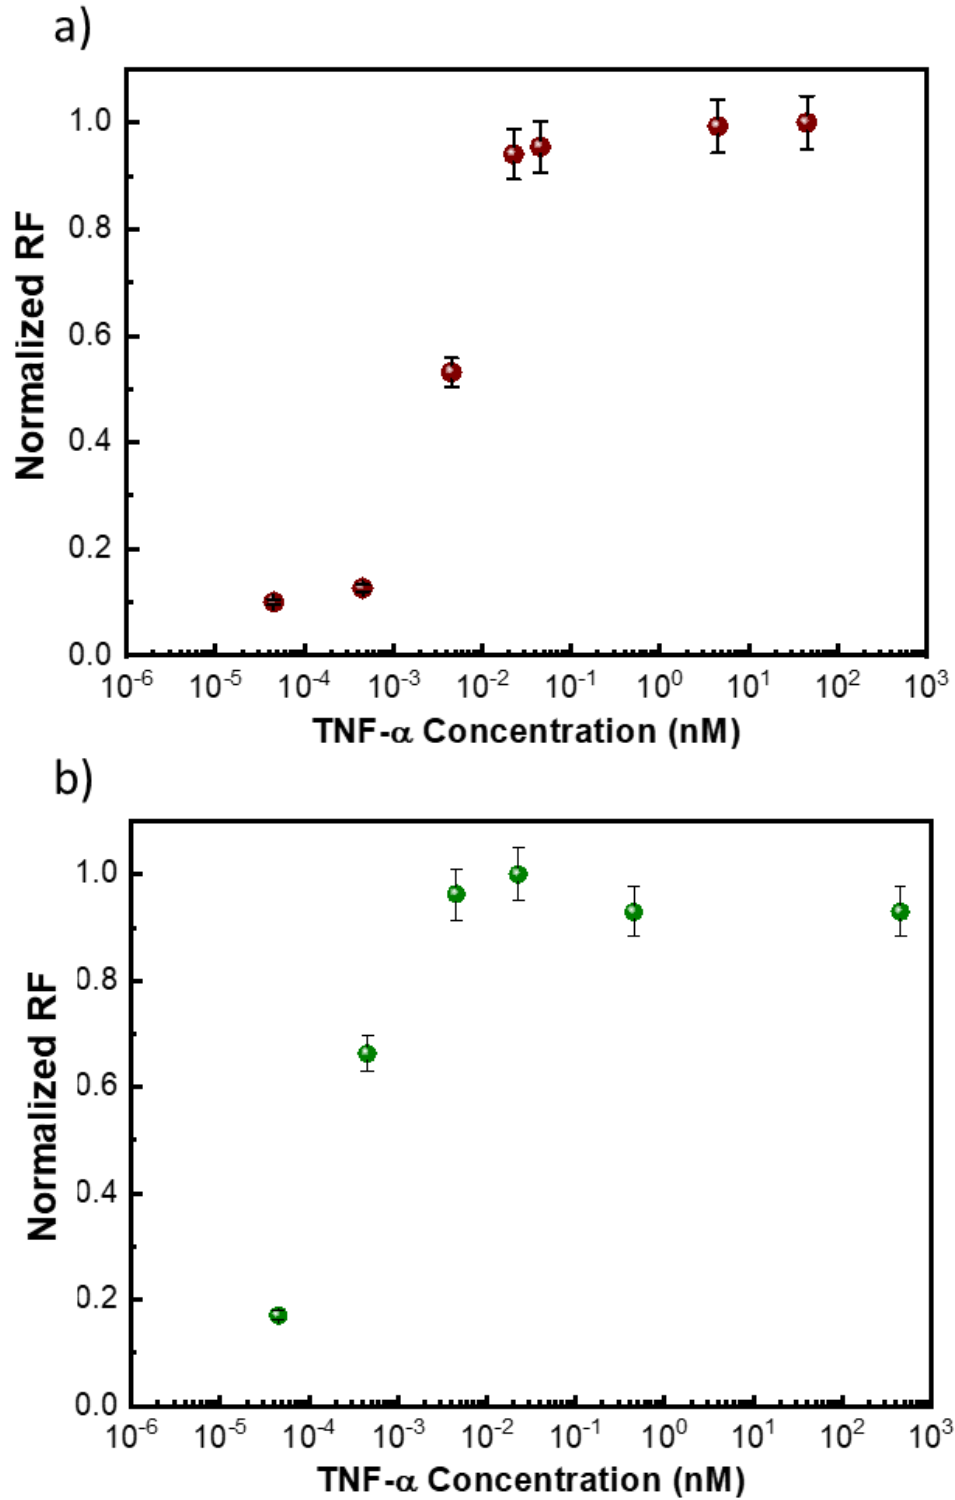 a)
Normalized RF
1.0
0.8
0.6
0.4
0.2
0.0
10⁻⁶ 10⁻⁵ 10⁻⁴ 10⁻³ 10⁻² 10⁻¹ 10⁰ 10¹ 10² 10³
TNF-α Concentration (nM)
b)
Normalized RF
1.0
0.8
0.6
0.4
0.2
0.0
10⁻⁶ 10⁻⁵ 10⁻⁴ 10⁻³ 10⁻² 10⁻¹ 10⁰ 10¹ 10² 10³
TNF-α Concentration (nM)